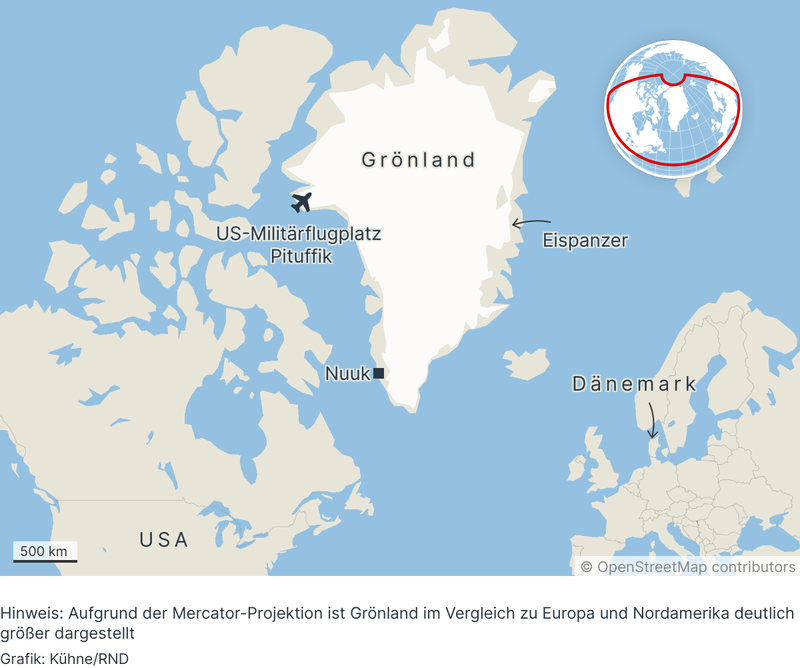 Grönland
US-Militärflugplatz
Pituffik
Eispanzer
Nuuk
Dänemark
USA
500 km
© OpenStreetMap contributors
Hinweis: Aufgrund der Mercator-Projektion ist Grönland im Vergleich zu Europa und Nordamerika deutlich
größer dargestellt
Grafik: Kühne/RND